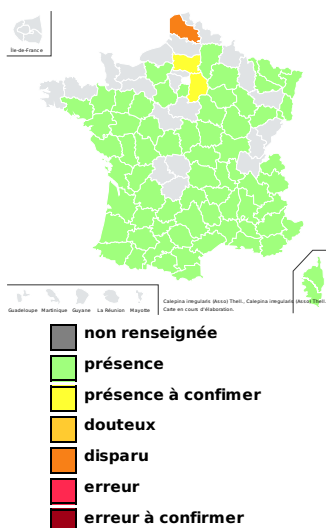 Île-de-France
Guadeloupe Martinique Guyane La Réunion Mayotte
Calepina irregularis (Asso) Thell., Calepina irregularis (Asso) Thell.
Carte en cours d'élaboration.
non renseignée
présence
présence à confimer
douteux
disparu
erreur
erreur à confirmer